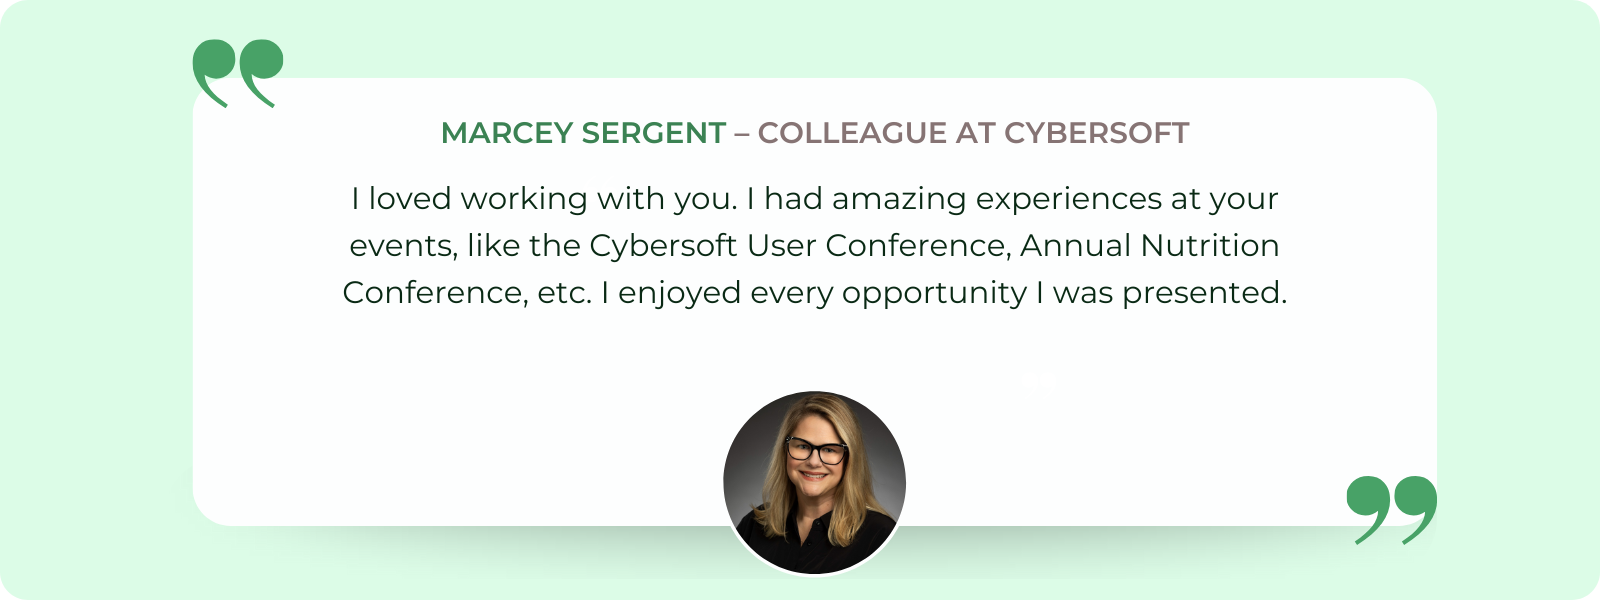 MARCEY SERGENT – COLLEAGUE AT CYBERSOFT
I loved working with you. I had amazing experiences at your
events, like the Cybersoft User Conference, Annual Nutrition
Conference, etc. I enjoyed every opportunity I was presented.